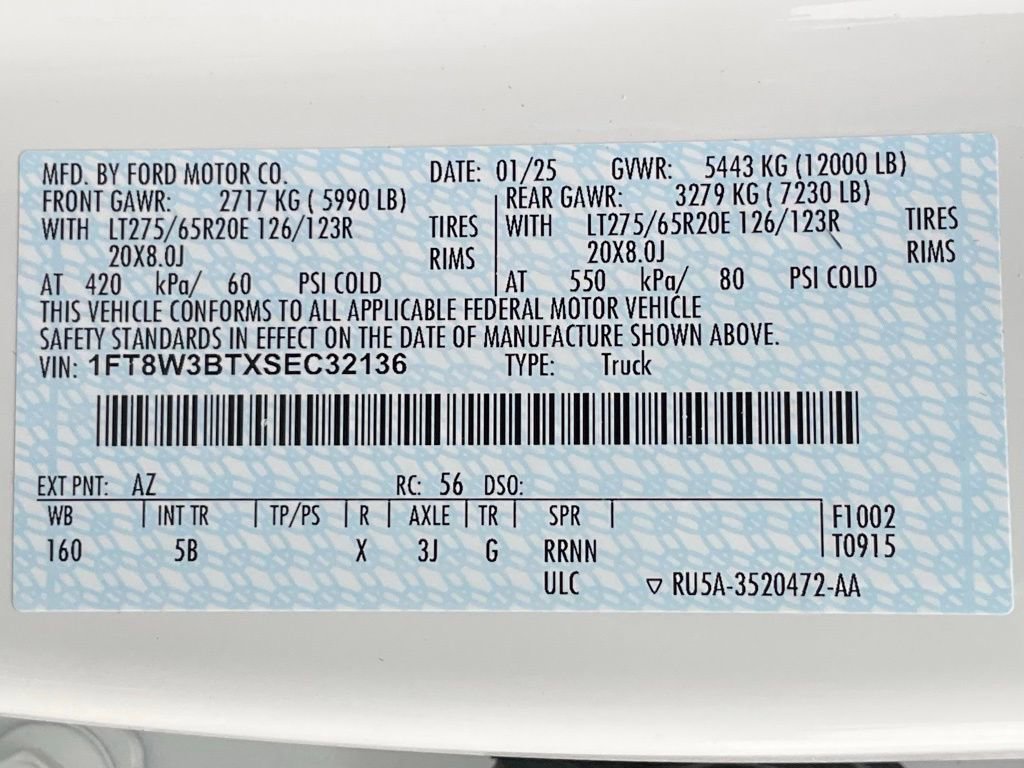 MFD. BY FORD MOTOR CO. DATE: 01/25 GVWR: 5443 KG (12000 LB)
FRONT GAWR: 2717 KG ( 5990 LB) REAR GAWR: 3279 KG ( 7230 LB)
WITH LT275/65R20E 126/123R TIRES WITH LT275/65R20E 126/123R TIRES
20X8.0J RIMS 20X8.0J RIMS
AT 420 kPa/ 60 PSI COLD AT 550 kPa/ 80 PSI COLD
THIS VEHICLE CONFORMS TO ALL APPLICABLE FEDERAL MOTOR VEHICLE
SAFETY STANDARDS IN EFFECT ON THE DATE OF MANUFACTURE SHOWN ABOVE.
VIN: 1FT8W3BTXSEC32136 TYPE: Truck
EXT PNT: AZ RC: 56 DSO:
WB INT TR TP/PS R AXLE TR SPR F1002
160 5B X 3J G RRNN T0915
ULC ▽ RU5A-3520472-AA